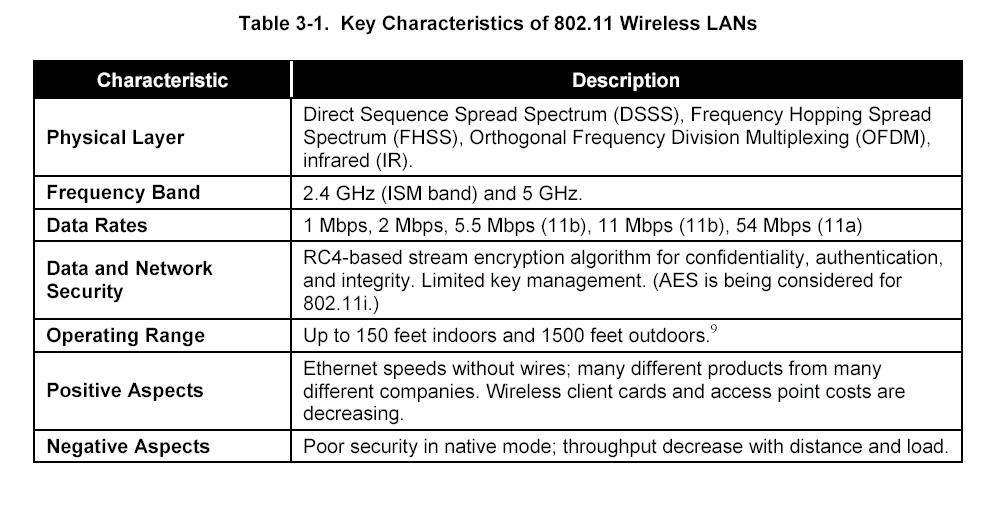 Table 3-1. Key Characteristics of 802.11 Wireless LANs
Characteristic Description
Physical Layer
Direct Sequence Spread Spectrum (DSSS), Frequency Hopping Spread
Spectrum (FHSS), Orthogonal Frequency Division Multiplexing (OFDM),
infrared (IR).
Frequency Band
2.4 GHz (ISM band) and 5 GHz.
Data Rates
1 Mbps, 2 Mbps, 5.5 Mbps (11b), 11 Mbps (11b), 54 Mbps (11a)
Data and Network
Security
RC4-based stream encryption algorithm for confidentiality, authentication,
and integrity. Limited key management. (AES is being considered for
802.11i.)
Operating Range
Up to 150 feet indoors and 1500 feet outdoors.9
Positive Aspects
Ethernet speeds without wires; many different products from many
different companies. Wireless client cards and access point costs are
decreasing.
Negative Aspects
Poor security in native mode; throughput decrease with distance and load.